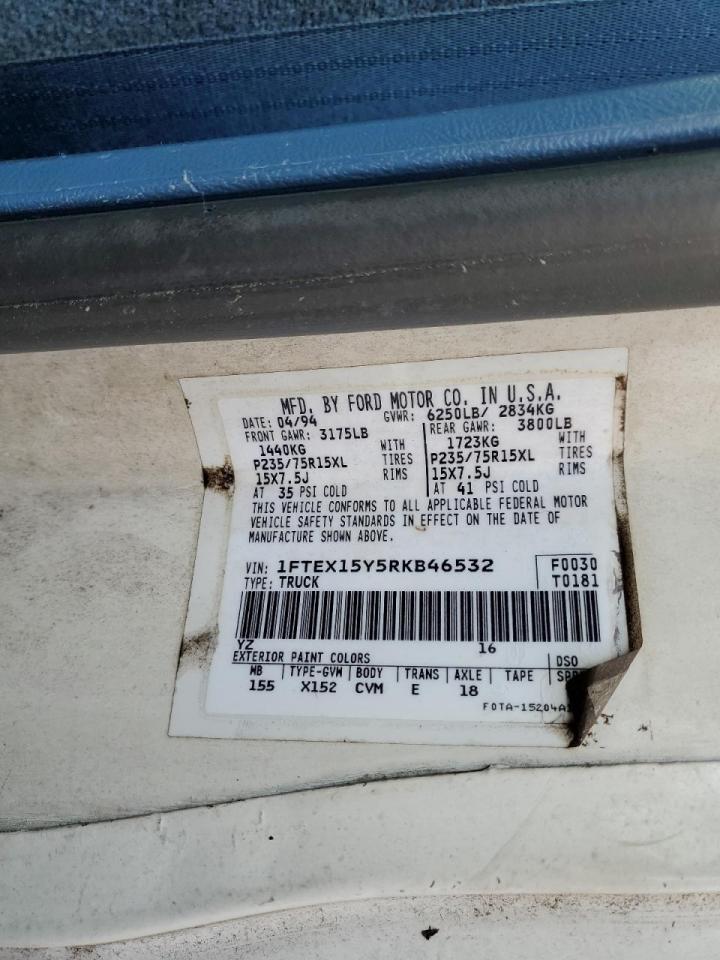 MFD. BY FORD MOTOR CO. IN U.S.A.
DATE: 04/94 GVWR: 6250LB/ 2834KG
FRONT GAWR: 3175LB REAR GAWR: 3800LB
1440KG WITH 1723KG WITH
P235/75R15XL TIRES P235/75R15XL TIRES
15X7.5J RIMS 15X7.5J RIMS
AT 35 PSI COLD AT 41 PSI COLD
THIS VEHICLE CONFORMS TO ALL APPLICABLE FEDERAL MOTOR
VEHICLE SAFETY STANDARDS IN EFFECT ON THE DATE OF
MANUFACTURE SHOWN ABOVE.
VIN: 1FTEX15Y5RKB46532 F0030
TYPE: TRUCK T0181
YZ 16
EXTERIOR PAINT COLORS DSO
WB TYPE-GVW BODY TRANS AXLE TAPE
155 X152 CVM E 18
F0TA-15204A